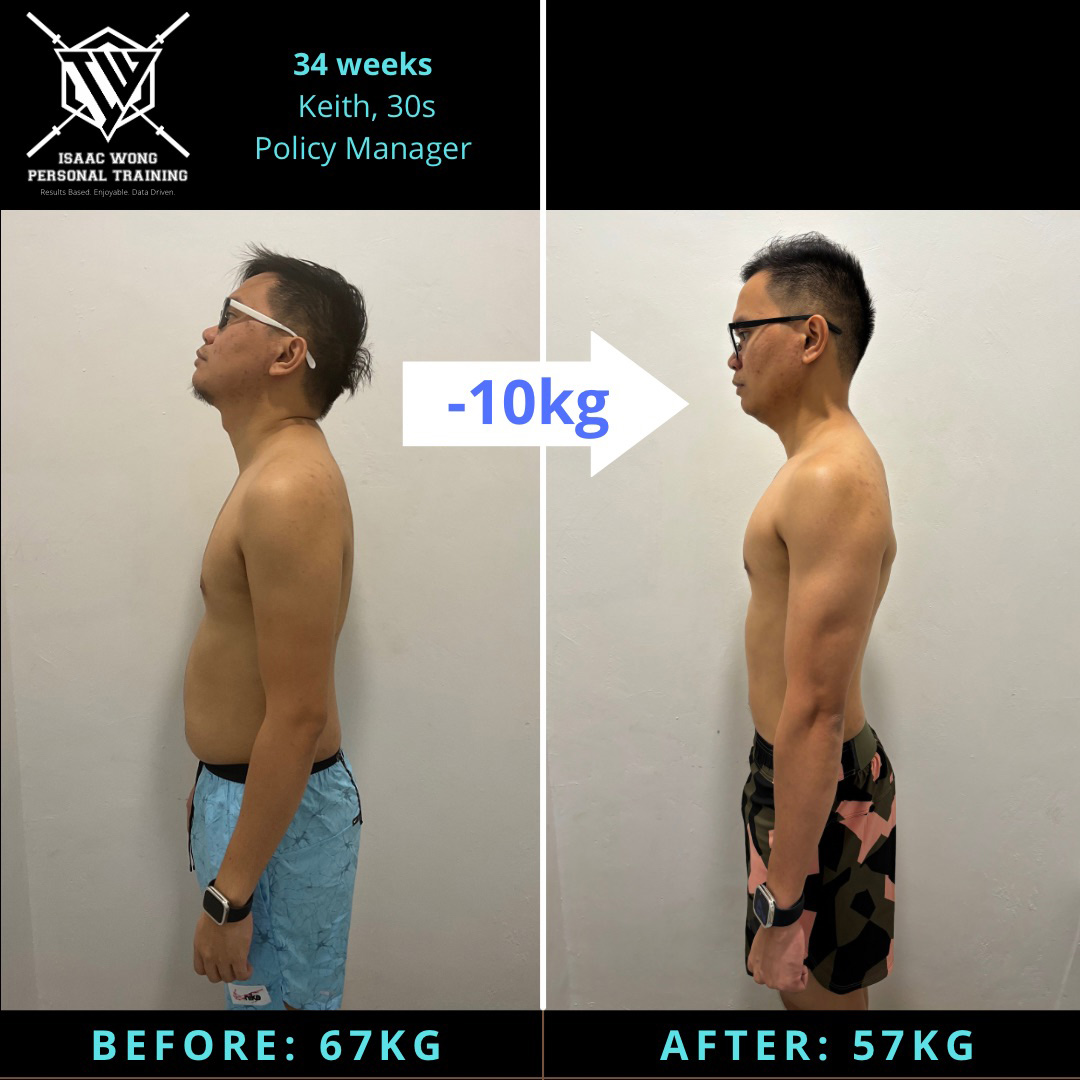 34 weeks
Keith, 30s
Policy Manager
ISAAC WONG
PERSONAL TRAINING
Results Based. Enjoyable. Data Driven.
-10kg
BEFORE: 67KG
AFTER: 57KG